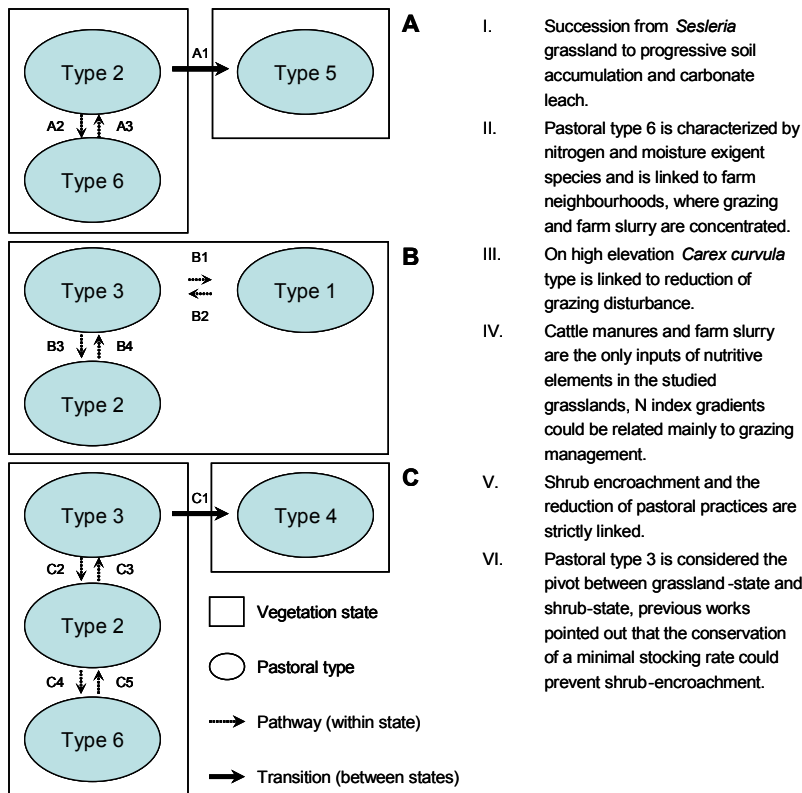 A
Type 2
A1
Type 5
A2
A3
Type 6
B
Type 3
B1
B2
Type 1
B3
B4
Type 2
C
Type 3
C1
Type 4
C2
C3
Type 2
C4
C5
Type 6
Vegetation state
Pastoral type
Pathway (within state)
Transition (between states)
I. Succession from Sesleria
grassland to progressive soil
accumulation and carbonate
leach.
II. Pastoral type 6 is characterized by
nitrogen and moisture exigent
species and is linked to farm
neighbourhoods, where grazing
and farm slurry are concentrated.
III. On high elevation Carex curvula
type is linked to reduction of
grazing disturbance.
IV. Cattle manures and farm slurry
are the only inputs of nutritive
elements in the studied
grasslands, N index gradients
could be related mainly to grazing
management.
V. Shrub encroachment and the
reduction of pastoral practices are
strictly linked.
VI. Pastoral type 3 is considered the
pivot between grassland -state and
shrub-state, previous works
pointed out that the conservation
of a minimal stocking rate could
prevent shrub-encroachment.